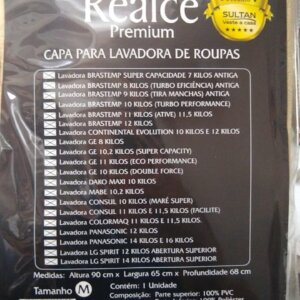 Realce
Premium
SULTAN
Veste a casa
CAPA PARA LAVADORA DE ROUPAS
Lavadora BRASTEMP SUPER CAPACIDADE 7 KILOS ANTIGA
Lavadora BRASTEMP 8 KILOS (TURBO EFICIÊNCIA) ANTIGA
Lavadora BRASTEMP 9 KILOS (TIRA MANCHAS) ANTIGA
Lavadora BRASTEMP 10 KILOS (TURBO PERFORMANCE)
Lavadora BRASTEMP 11 KILOS (ATIVE) 11,5 KILOS
Lavadora BRASTEMP 12 KILOS
Lavadora CONTINENTAL EVOLUTION 10 KILOS E 12 KILOS
Lavadora GE 8 KILOS
Lavadora GE 10.2 KILOS (SUPER CAPACITY)
Lavadora GE 11 KILOS (ECO PERFORMANCE)
Lavadora GE 10 KILOS (DOUBLE FORCE)
Lavadora DAKO MAXI 10 KILOS
Lavadora MABE 10.2 KILOS
Lavadora CONSUL 10 KILOS (MARÉ SUPER)
Lavadora CONSUL 11 KILOS E 11,5 KILOS (FACILITE)
Lavadora COLORMAQ 11 KILOS E 11,5 KILOS
Lavadora PANASONIC 12 KILOS
Lavadora PANASONIC 14 KILOS E 16 KILOS
Lavadora LG SPIRIT 12 KILOS ABERTURA SUPERIOR
Lavadora LG SPIRIT 14 KILOS ABERTURA SUPERIOR
Medidas: Altura 90 cm x Largura 65 cm x Profundidade 68 cm
Tamanho M
Contém: 1 Unidade
Composição: Parte superior: 100% PVC
100% Poliéster